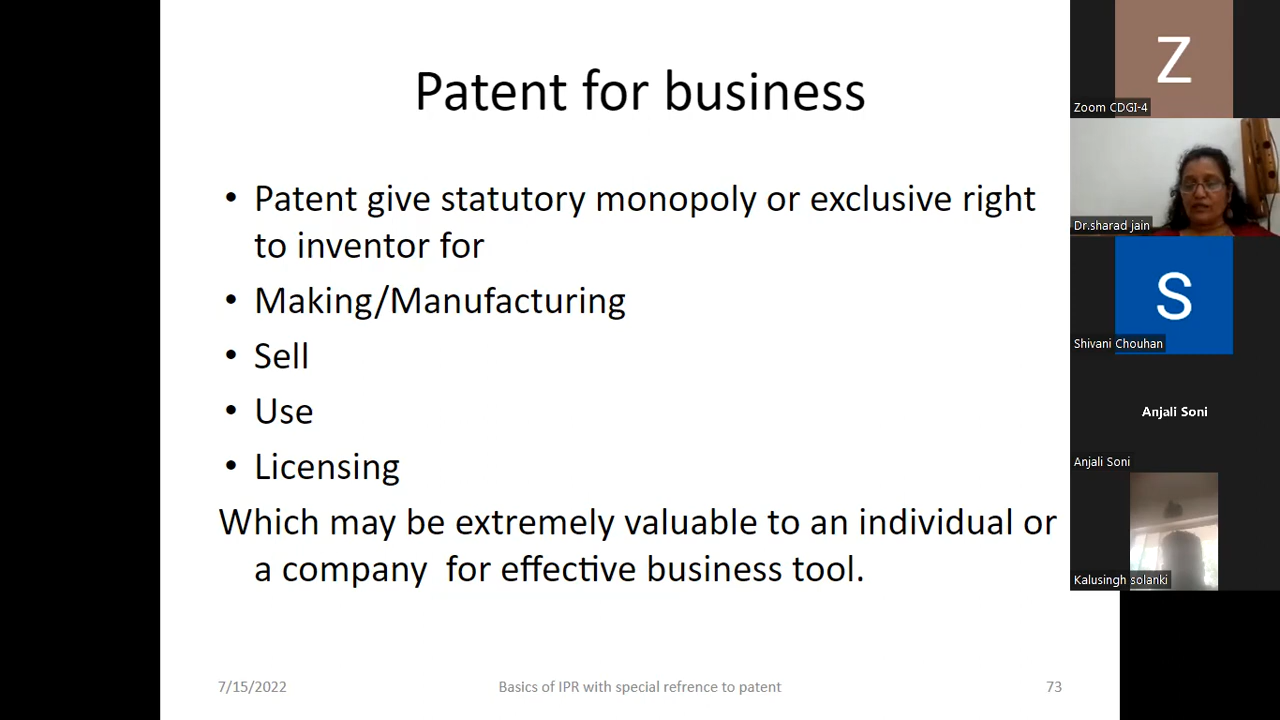 Patent for business
• Patent give statutory monopoly or exclusive right
to inventor for
• Making/Manufacturing
• Sell
• Use
• Licensing
Which may be extremely valuable to an individual or
a company for effective business tool.
7/15/2022
Basics of IPR with special refrence to patent
73
Z
Zoom CDGI-4
Dr.sharad jain
S
Shivani Chouhan
Anjali Soni
Anjali Soni
Kalusingh solanki